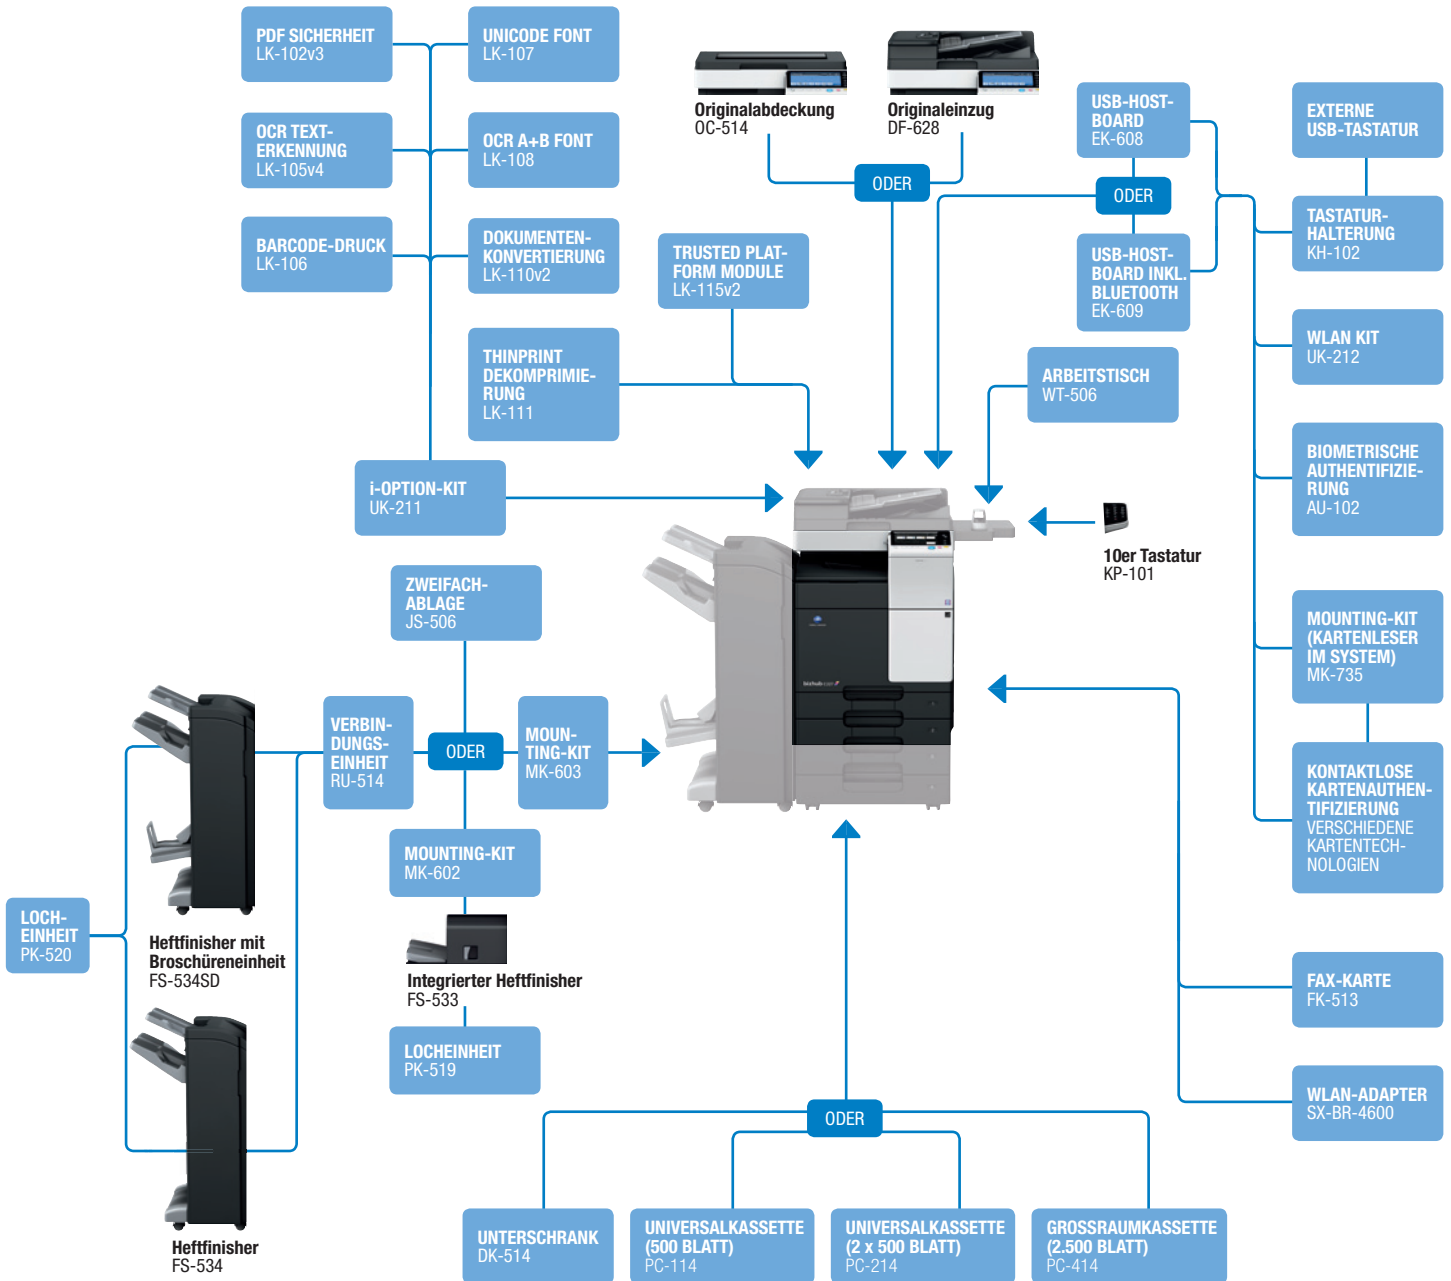 PDF SICHERHEIT
LK-102v3
UNICODE FONT
LK-107
OCR TEXT-
ERKENNUNG
LK-105v4
OCR A+B FONT
LK-108
BARCODE-DRUCK
LK-106
DOKUMENTEN-
KONVERTIERUNG
LK-110v2
THINPRINT
DEKOMPRIMIE-
RUNG
LK-111
i-OPTION-KIT
UK-211
TRUSTED PLAT-
FORM MODULE
LK-115v2
Originalabdeckung
OC-514
Originaleinzug
DF-628
ODER
USB-HOST-
BOARD
EK-608
ODER
USB-HOST-
BOARD INKL.
BLUETOOTH
EK-609
EXTERNE
USB-TASTATUR
TASTATUR-
HALTERUNG
KH-102
WLAN KIT
UK-212
BIOMETRISCHE
AUTHENTIFIZIE-
RUNG
AU-102
MOUNTING-KIT
(KARTENLESER
IM SYSTEM)
MK-735
KONTAKTLOSE
KARTENAUTHEN-
TIFIZIERUNG
VERSCHIEDENE
KARTENTECH-
NOLOGIEN
ARBEITSTISCH
WT-506
10er Tastatur
KP-101
ZWEIFACH-
ABLAGE
JS-506
VERBIN-
DUNGS-
EINHEIT
RU-514
ODER
MOUN-
TING-KIT
MK-603
MOUNTING-KIT
MK-602
Integrierter Heftfinisher
FS-533
LOCHEINHEIT
PK-519
LOCH-
EINHEIT
PK-520
Heftfinisher mit
Broschüreneinheit
FS-534SD
Heftfinisher
FS-534
bizhub
FAX-KARTE
FK-513
WLAN-ADAPTER
SX-BR-4600
ODER
UNTERSCHRANK
DK-514
UNIVERSALKASSETTE
(500 BLATT)
PC-114
UNIVERSALKASSETTE
(2 x 500 BLATT)
PC-214
GROSSRAUMKASSETTE
(2.500 BLATT)
PC-414